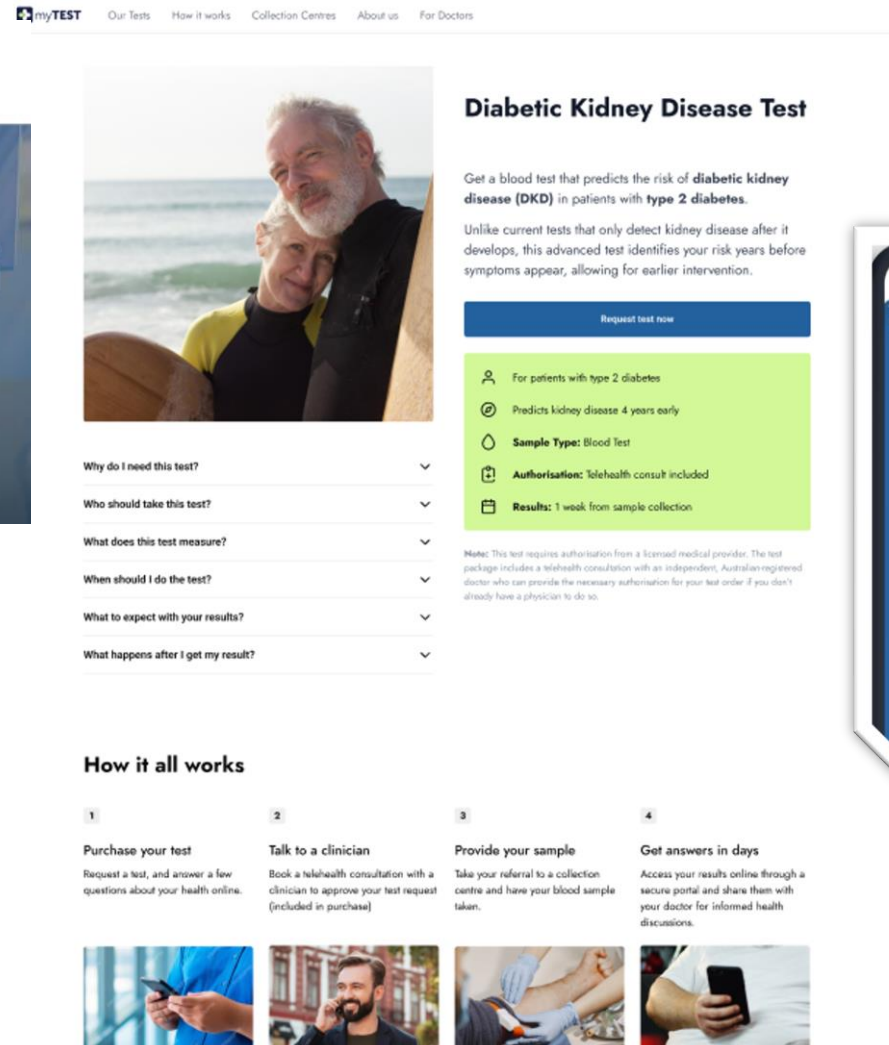 myTEST
Our Tests
How it works
Collection Centres
About us
For Doctors
Diabetic Kidney Disease Test
Get a blood test that predicts the risk of diabetic kidney
disease (DKD) in patients with type 2 diabetes.
Unlike current tests that only detect kidney disease after it
develops, this advanced test identifies your risk years before
symptoms appear, allowing for earlier intervention.
Request test now
For patients with type 2 diabetes
Predicts kidney disease 4 years early
Sample Type: Blood Test
Authorisation: Telehealth consult included
Results: 1 week from sample collection
Note: This test requires authorisation from a licensed medical provider. The test
package includes a telehealth consultation with an independent, Australian-registered
doctor who can provide the necessary authorisation for your test order if you don't
already have a physician to do so.
Why do I need this test?
Who should take this test?
What does this test measure?
When should I do the test?
What to expect with your results?
What happens after I get my result?
How it all works
1
Purchase your test
Request a test, and answer a few
questions about your health online.
2
Talk to a clinician
Book a telehealth consultation with a
clinician to approve your test request
(included in purchase)
3
Provide your sample
Take your referral to a collection
centre and have your blood sample
taken.
4
Get answers in days
Access your results online through a
secure portal and share them with
your doctor for informed health
discussions.